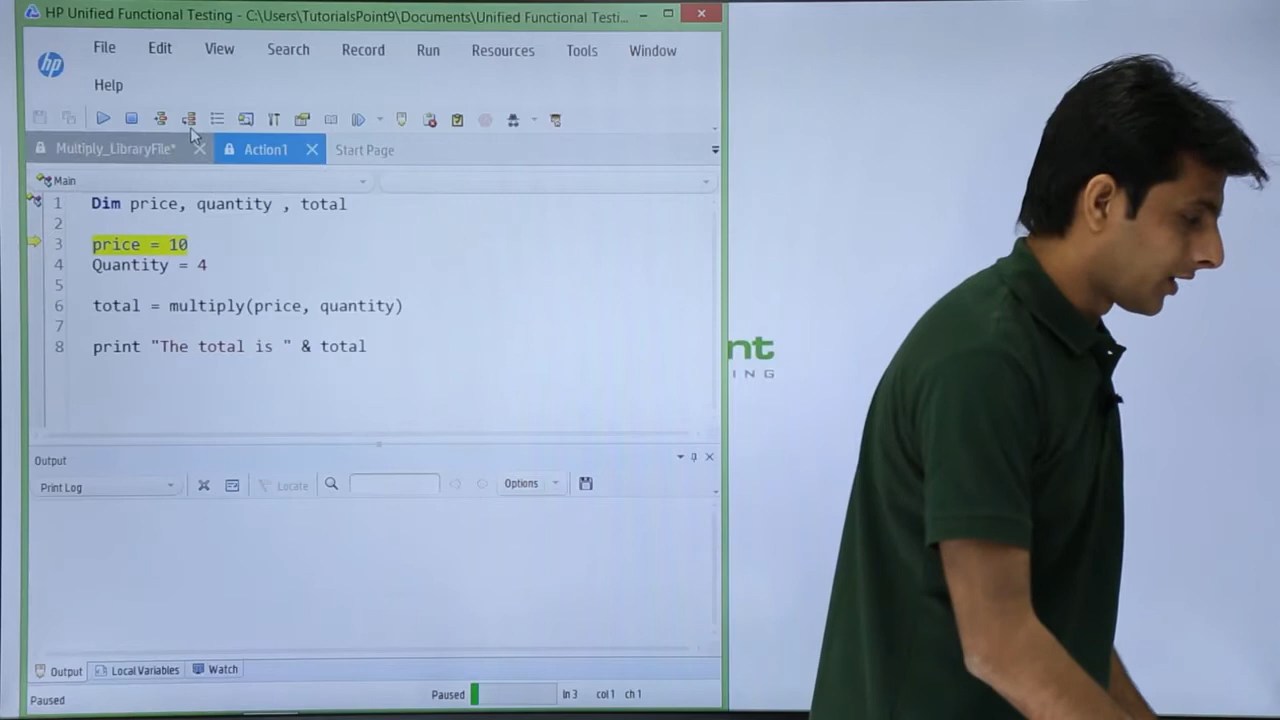 HP Unified Functional Testing - C:\Users\TutorialsPoint9\Documents\Unified Functional Testi...
hp
File Edit View Search Record Run Resources Tools Window
Help
Multiply_LibraryFile* Action1 Start Page
Main
1 Dim price, quantity , total
2
3 price = 10
4 Quantity = 4
5
6 total = multiply(price, quantity)
7
8 print "The total is " & total
nt
ING
Output
Print Log Locate Options
Output Local Variables Watch
Paused Paused ln 3 col 1 ch 1